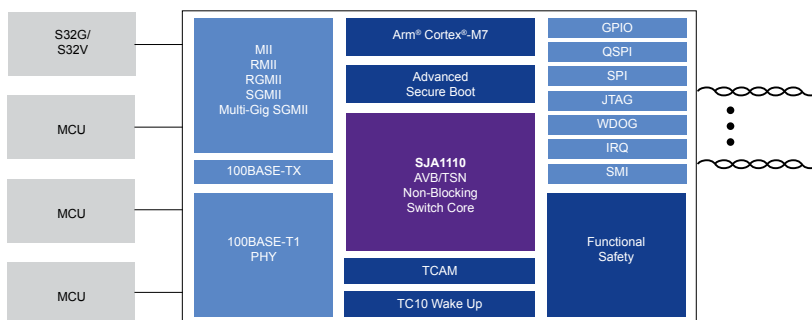 S32G/
S32V
MCU
MCU
MCU
MII
RMII
RGMII
SGMII
Multi-Gig SGMII
100BASE-TX
100BASE-T1
PHY
Arm® Cortex®-M7
Advanced
Secure Boot
SJA1110
AVB/TSN
Non-Blocking
Switch Core
TCAM
TC10 Wake Up
GPIO
QSPI
SPI
JTAG
WDOG
IRQ
SMI
Functional
Safety